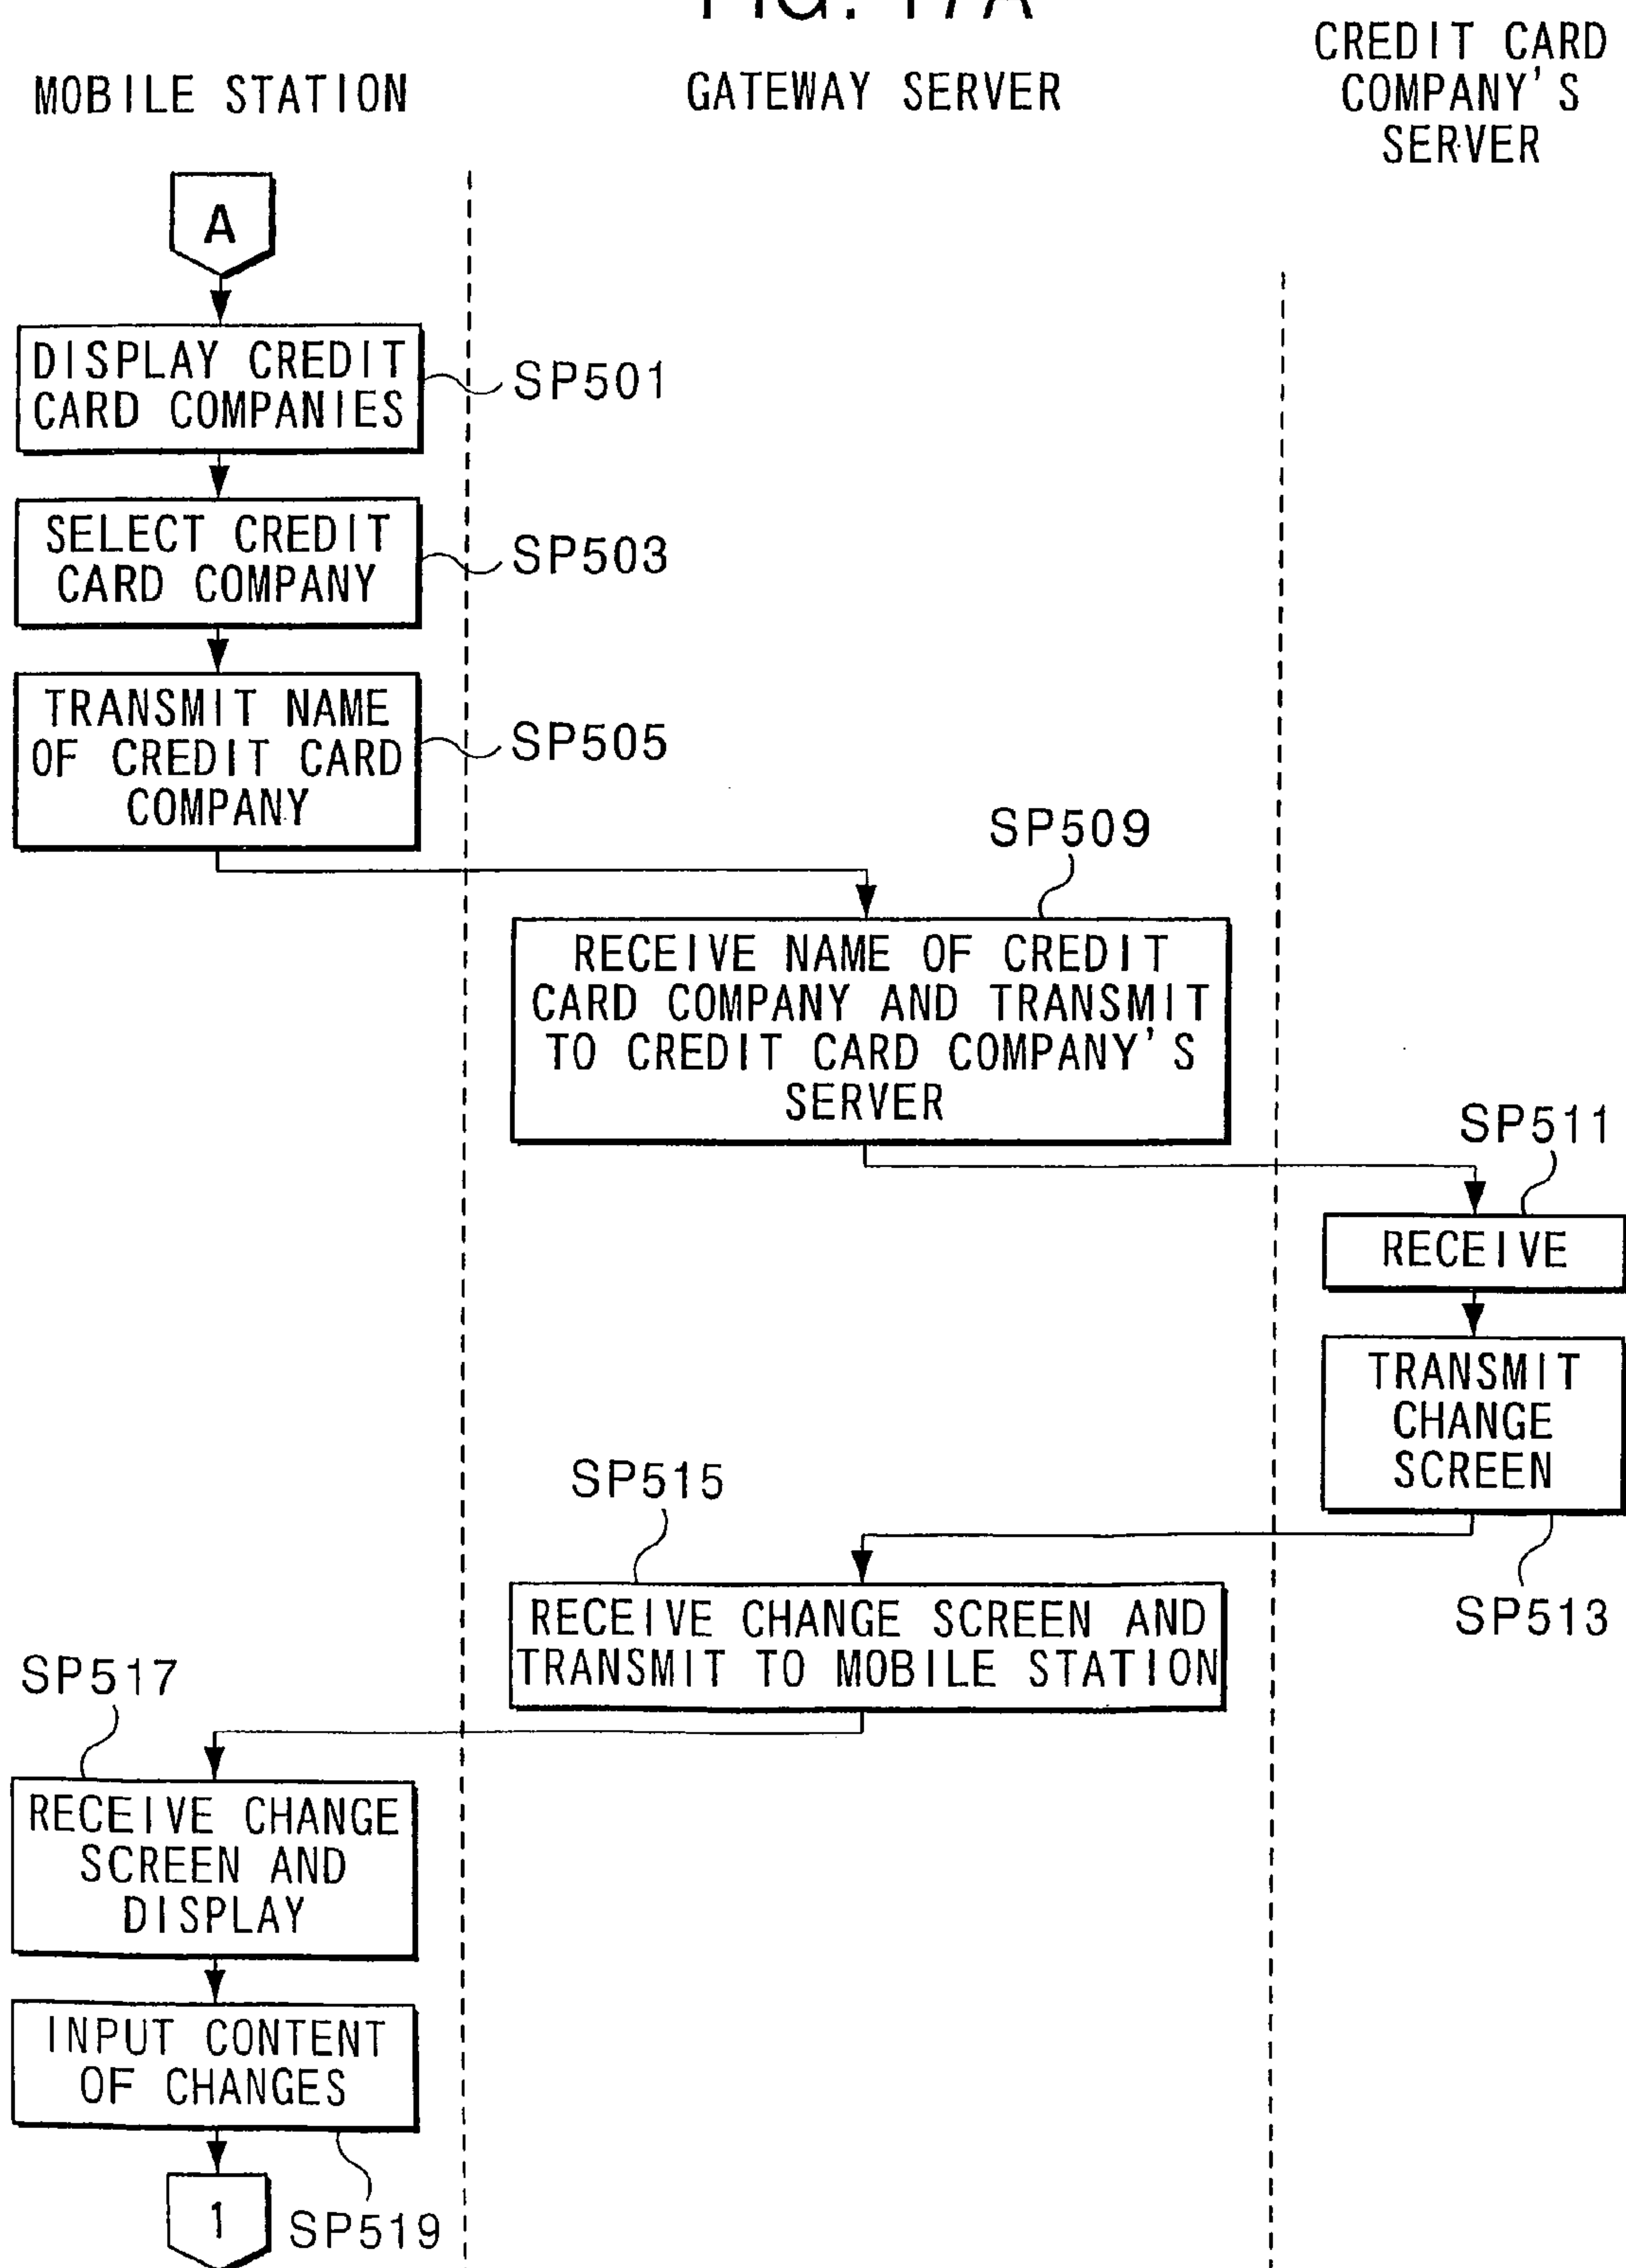 FIG. 17A
MOBILE STATION
GATEWAY SERVER
CREDIT CARD
COMPANY'S
SERVER
A
DISPLAY CREDIT
CARD COMPANIES
SP501
SELECT CREDIT
CARD COMPANY
SP503
TRANSMIT NAME
OF CREDIT CARD
COMPANY
SP505
SP509
RECEIVE NAME OF CREDIT
CARD COMPANY AND TRANSMIT
TO CREDIT CARD COMPANY'S
SERVER
SP511
RECEIVE
TRANSMIT
CHANGE
SCREEN
SP513
SP515
RECEIVE CHANGE SCREEN AND
TRANSMIT TO MOBILE STATION
SP517
RECEIVE CHANGE
SCREEN AND
DISPLAY
INPUT CONTENT
OF CHANGES
1
SP519